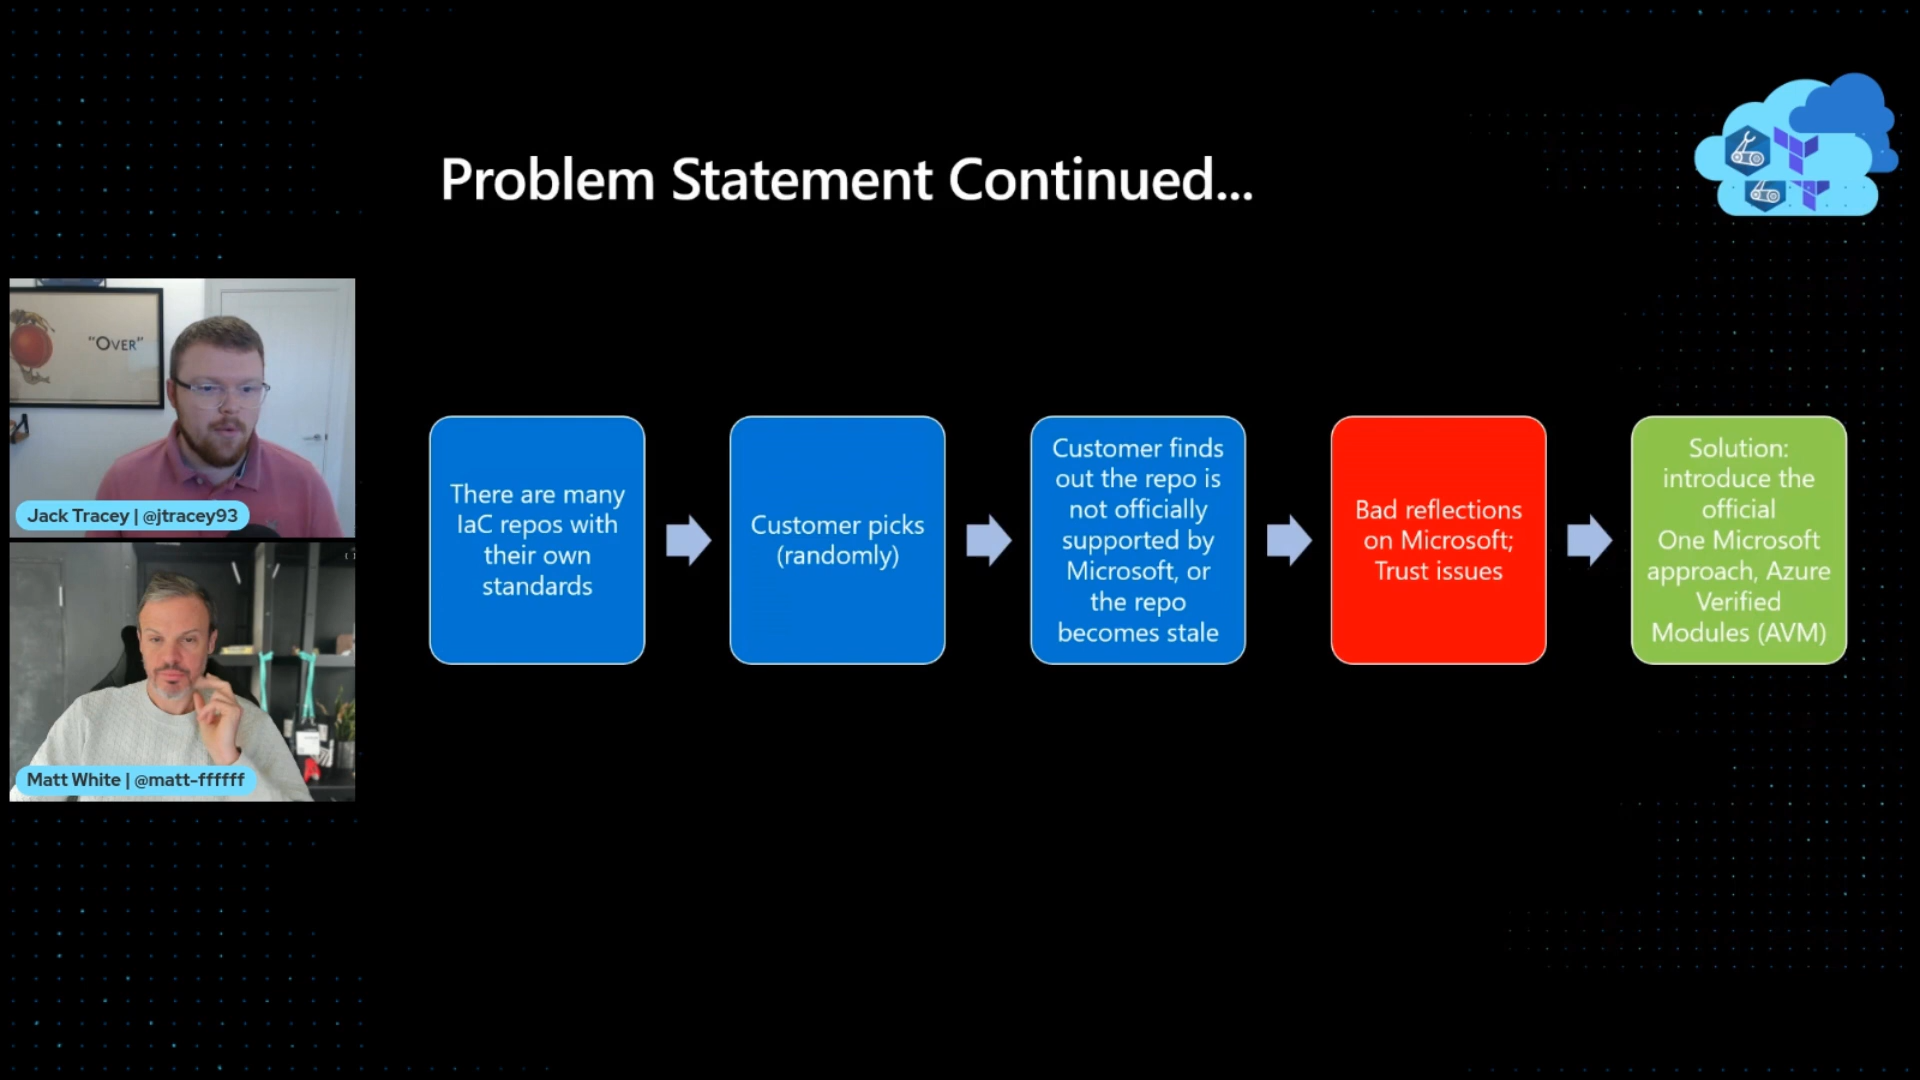 Problem Statement Continued...
"OVER"
Jack Tracey | @jtracey93
Matt White | @matt-ffffff
There are many
IaC repos with
their own
standards
Customer picks
(randomly)
Customer finds
out the repo is
not officially
supported by
Microsoft, or
the repo
becomes stale
Bad reflections
on Microsoft;
Trust issues
Solution:
introduce the
official
One Microsoft
approach, Azure
Verified
Modules (AVM)